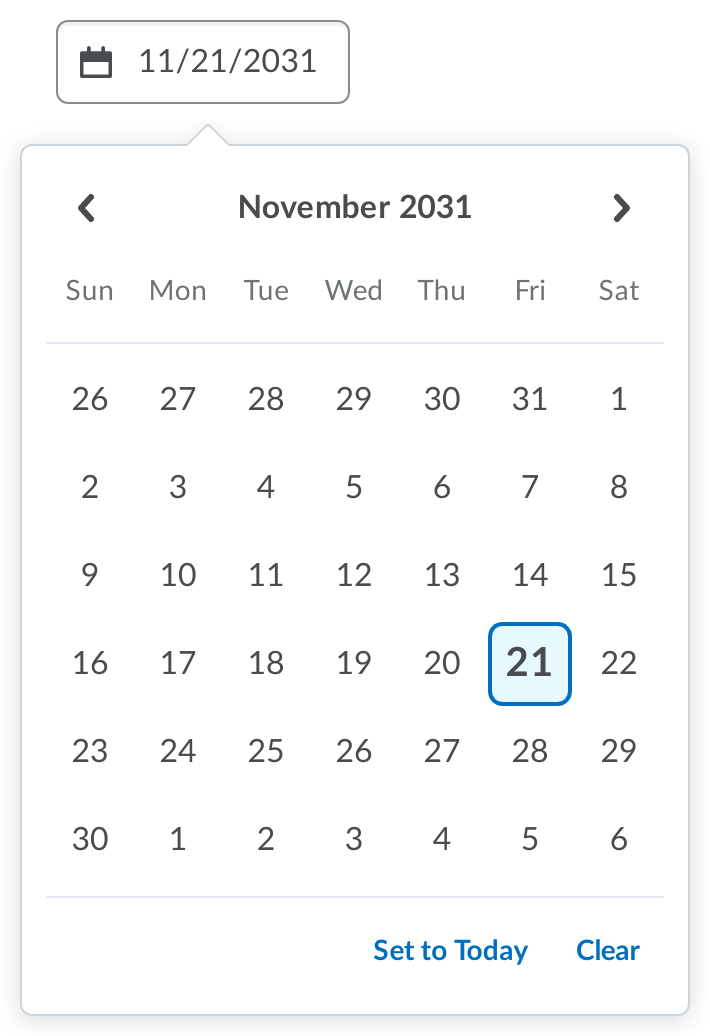 11/21/2031
November 2031
Sun Mon Tue Wed Thu Fri Sat
26 27 28 29 30 31 1
2 3 4 5 6 7 8
9 10 11 12 13 14 15
16 17 18 19 20 21 22
23 24 25 26 27 28 29
30 1 2 3 4 5 6
Set to Today Clear